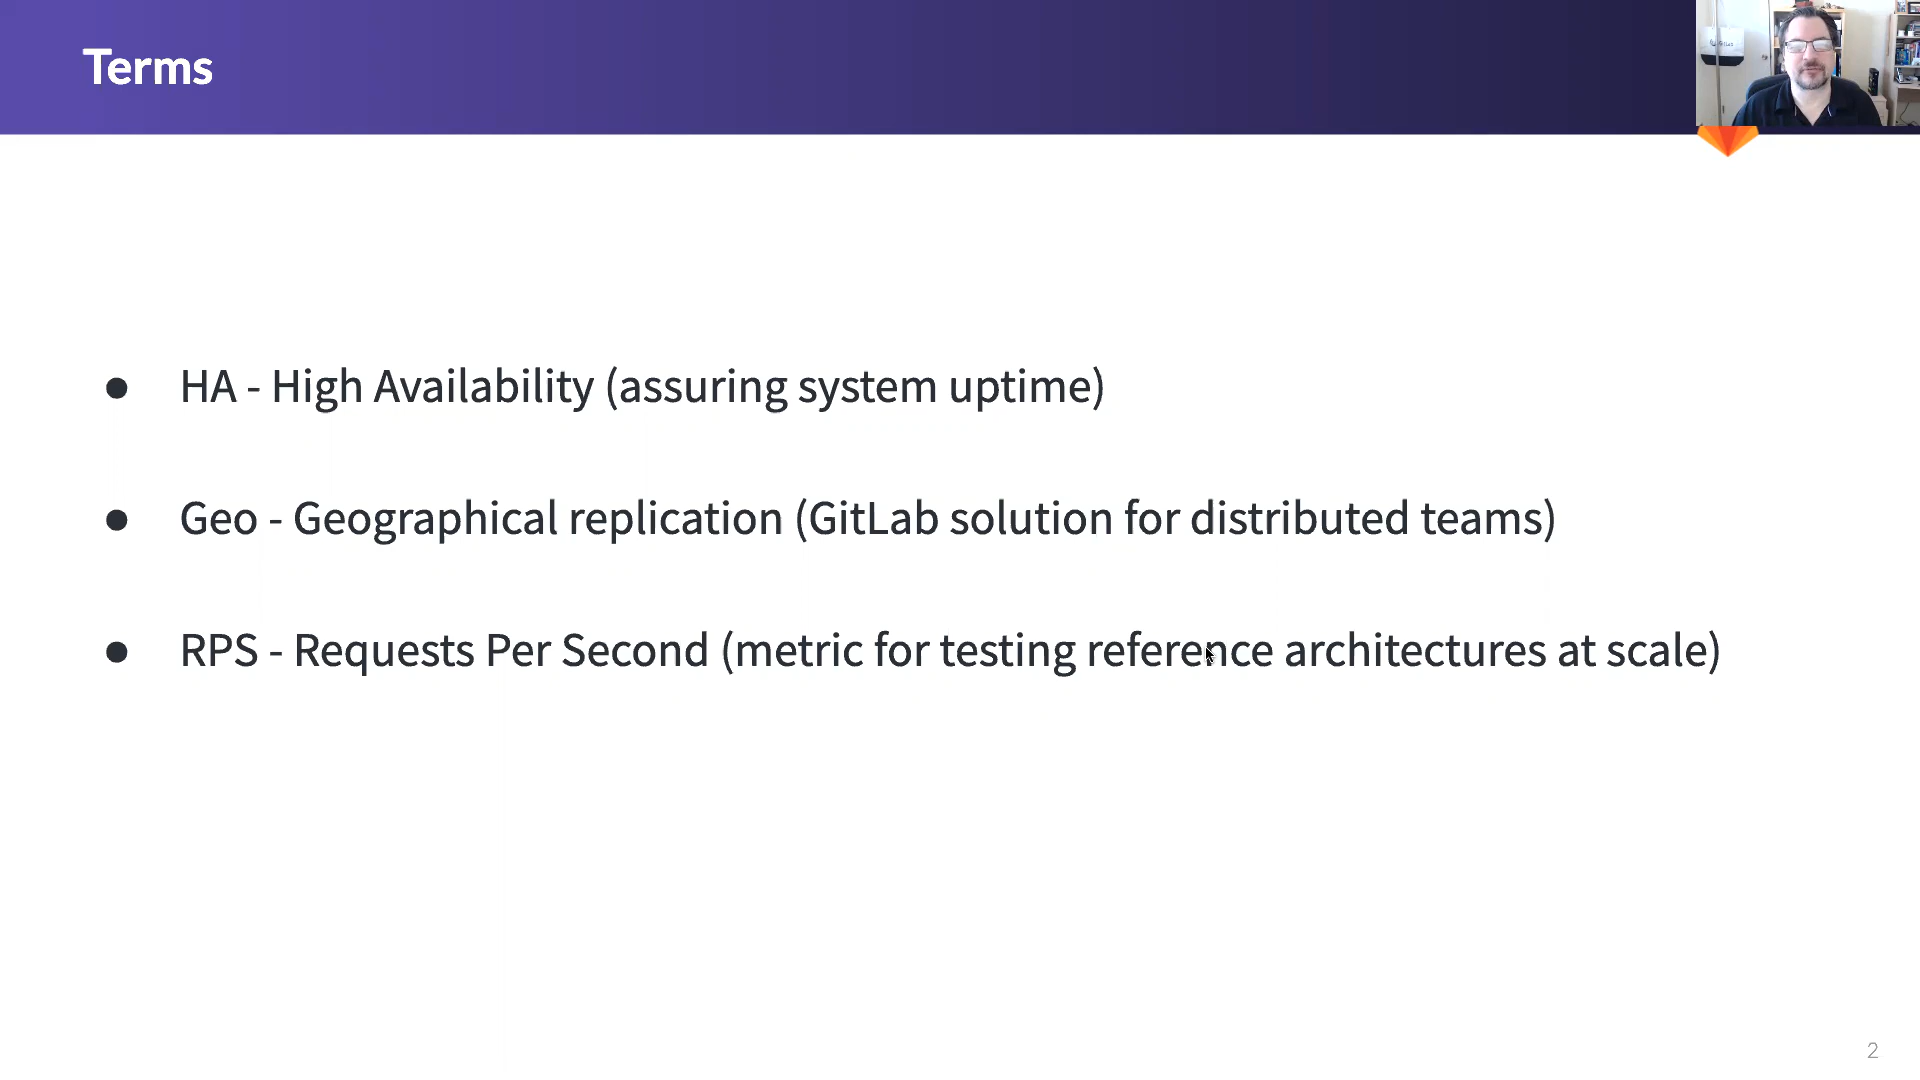 Terms
● HA - High Availability (assuring system uptime)
● Geo - Geographical replication (GitLab solution for distributed teams)
● RPS - Requests Per Second (metric for testing reference architectures at scale)
2